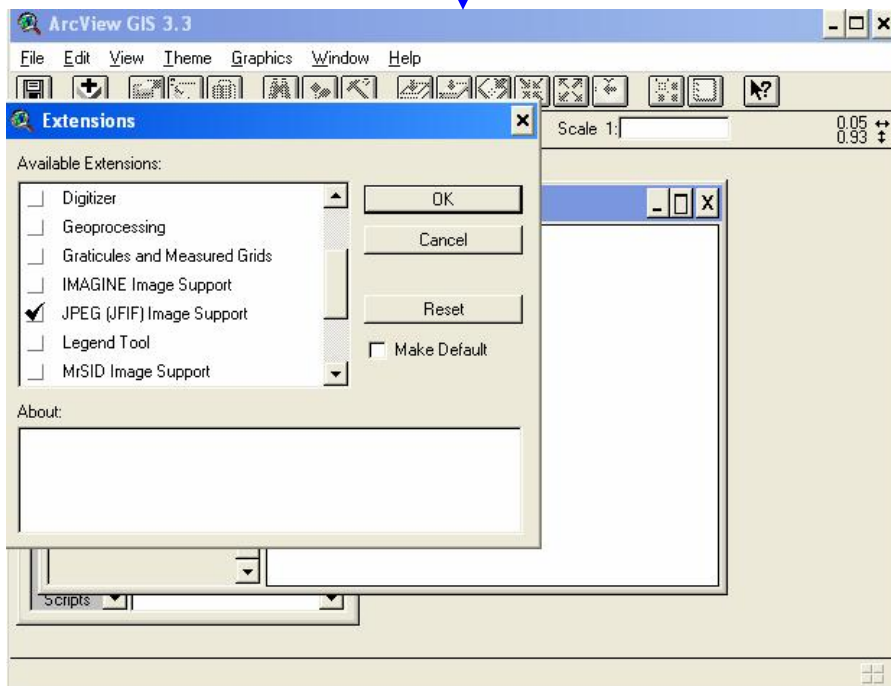 ArcView GIS 3.3
File Edit View Theme Graphics Window Help
Extensions
Scale 1:
0.05
0.93
Available Extensions:
Digitizer
Geoprocessing
Graticules and Measured Grids
IMAGINE Image Support
JPEG (JFIF) Image Support
Legend Tool
MrSID Image Support
OK
Cancel
Reset
Make Default
About:
Scripts